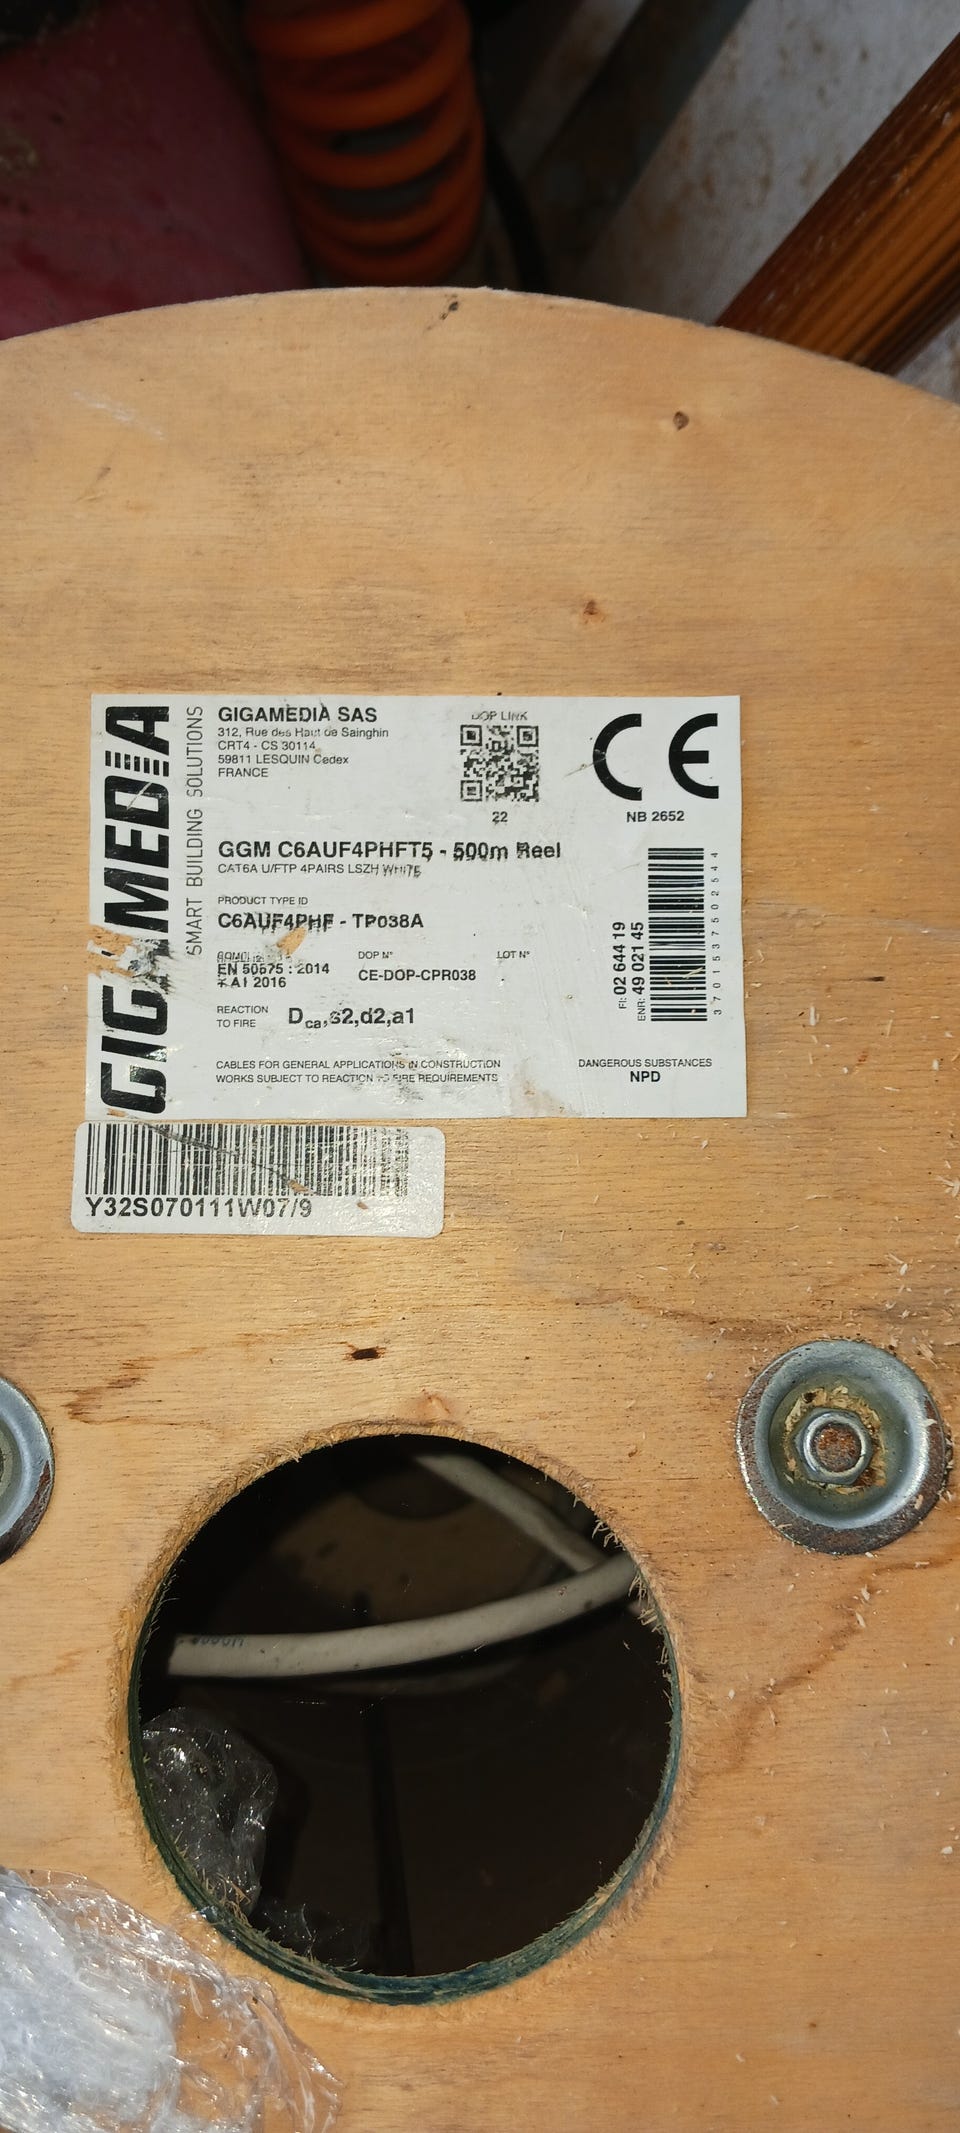 GIGAMEDIA
SMART BUILDING SOLUTIONS
GIGAMEDIA SAS
312, Rue des Haut de Sainghin
CRT4 - CS 30114
59811 LESQUIN Cedex
FRANCE
DOP LINK
22
CE
NB 2652
GGM C6AUF4PHFT5 - 500m Reel
CAT6A U/FTP 4PAIRS LSZH WHITE
PRODUCT TYPE ID
C6AUF4PHF - TP038A
DOP N°
LOT N°
EN 50575 : 2014
+ A1 2016
CE-DOP-CPR038
REACTION
TO FIRE
Dca,s2,d2,a1
FI: 02 644 19
ENR: 49 021 45
3701537502544
CABLES FOR GENERAL APPLICATIONS IN CONSTRUCTION
WORKS SUBJECT TO REACTION TO FIRE REQUIREMENTS
DANGEROUS SUBSTANCES
NPD
Y32S070111W07/9